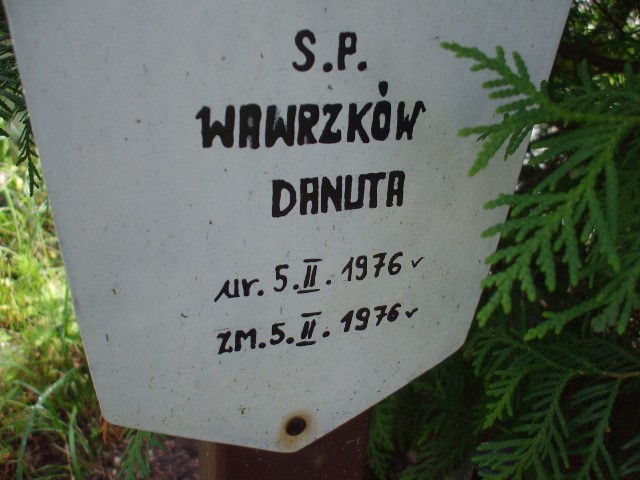 S.P.
WAWRZKÓW
DANUTA
ur. 5.II. 1976 r
zm. 5.II. 1976 r